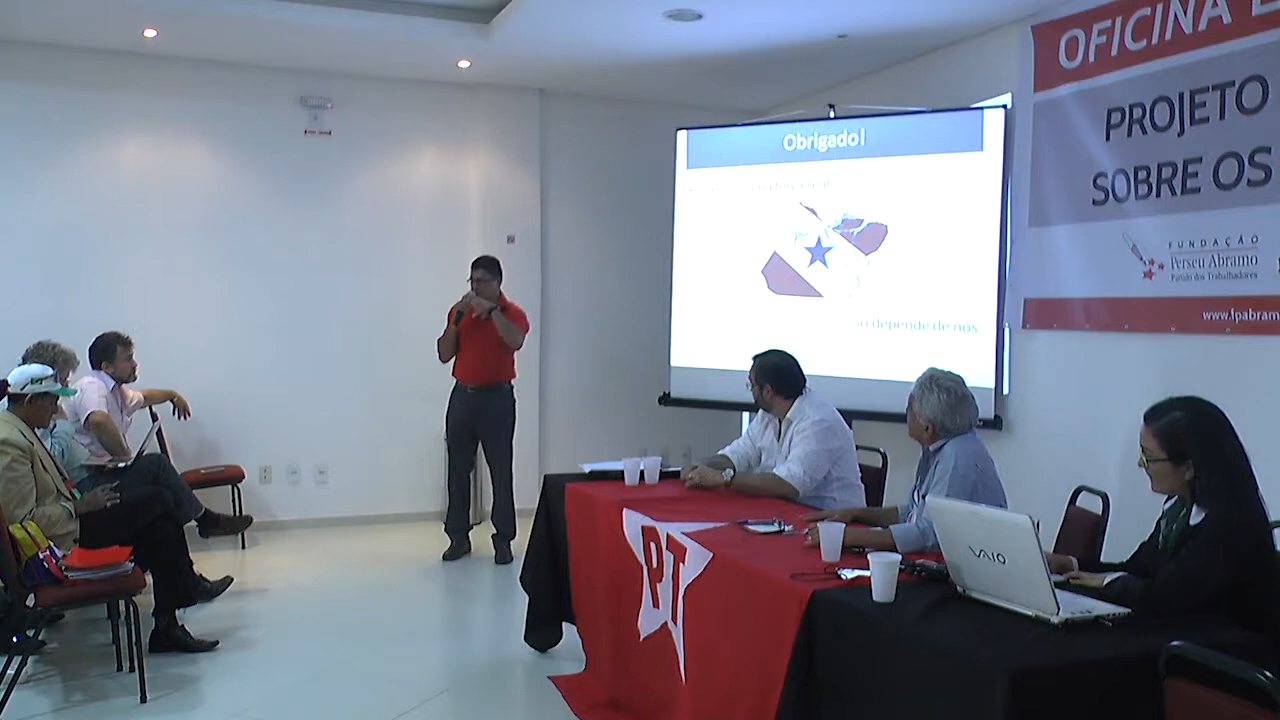 OFICINA
PROJETO
SOBRE OS
FUNDAÇÃO
Perseu Abramo
Partido dos Trabalhadores
www.fpabram
Obrigado!
depende de nós
PT
VAIO